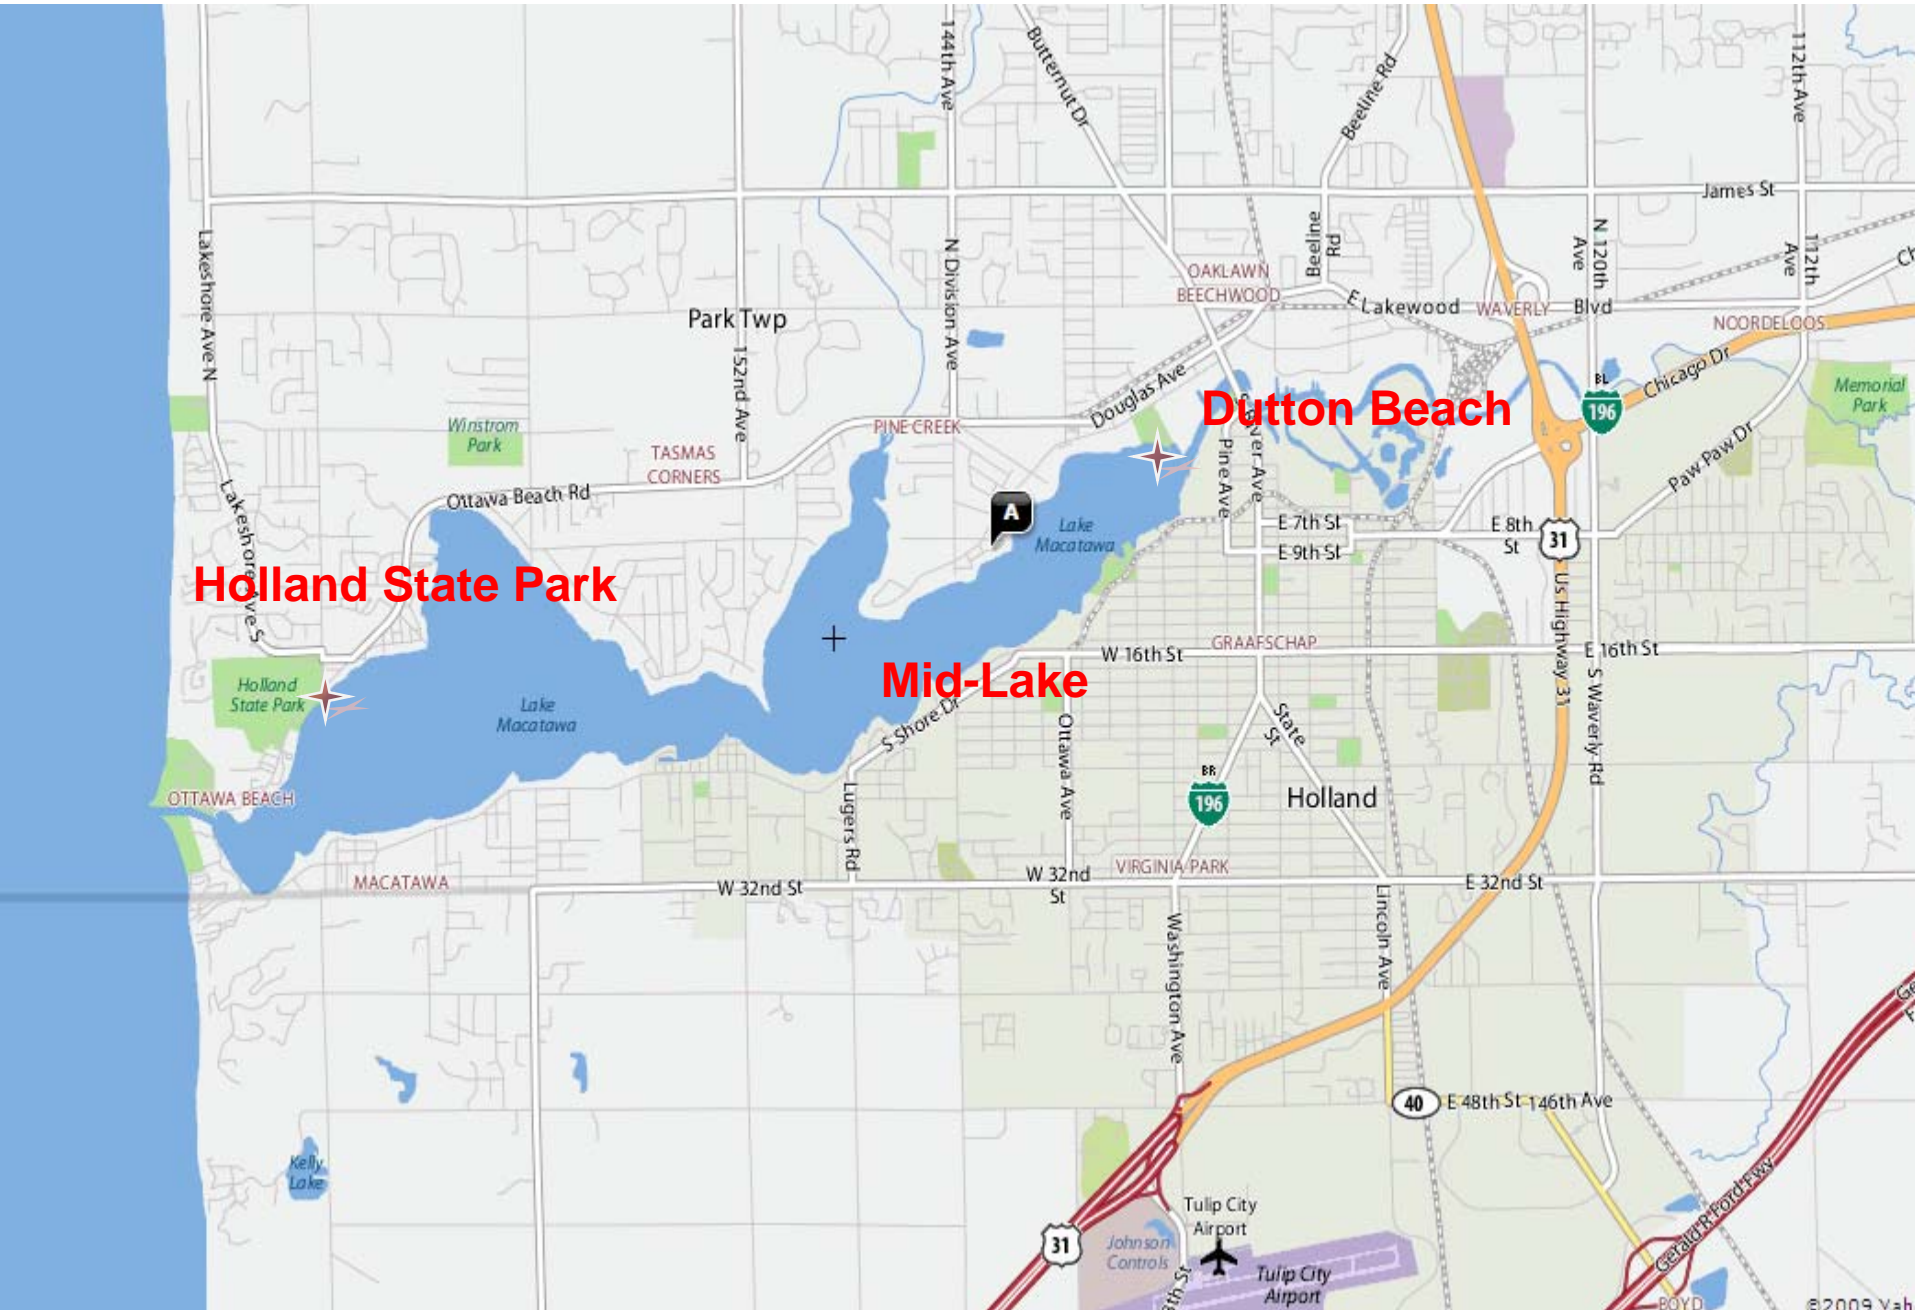 144th Ave
Butternut Dr
Beeline Rd
112th Ave
James St
Lakeshore Ave N
N Division Ave
Beeline
Rd
N 120th
Ave
112th
Ave
OAKLAWN
BEECHWOOD
E Lakewood
WAVERLY
Blvd
NOORDELOOS
Park Twp
152nd Ave
Douglas Ave
Chicago Dr
BL
196
Memorial
Park
Dutton Beach
Winstrom
Park
PINE CREEK
TASMAS
CORNERS
Pine Ave
Paw Paw Dr
Ottawa Beach Rd
Lakeshore Ave S
A
Lake
Macatawa
E 7th St
E 9th St
E 8th
St
31
Us Highway 31
Holland State Park
GRAAFSCHAP
W 16th St
E 16th St
Mid-Lake
Holland
State Park
Lake
Macatawa
S Shore Dr
Ottawa Ave
State
St
S Waverly Rd
BR
196
Holland
OTTAWA BEACH
Lugers Rd
MACATAWA
W 32nd St
W 32nd
St
VIRGINIA PARK
E 32nd St
Washington Ave
Lincoln Ave
40
E 48th St
146th Ave
Kelly
Lake
Tulip City
Airport
31
Johnson
Controls
Tulip City
Airport
Gerald R Ford Fwy
BOYD
©2009 Yah